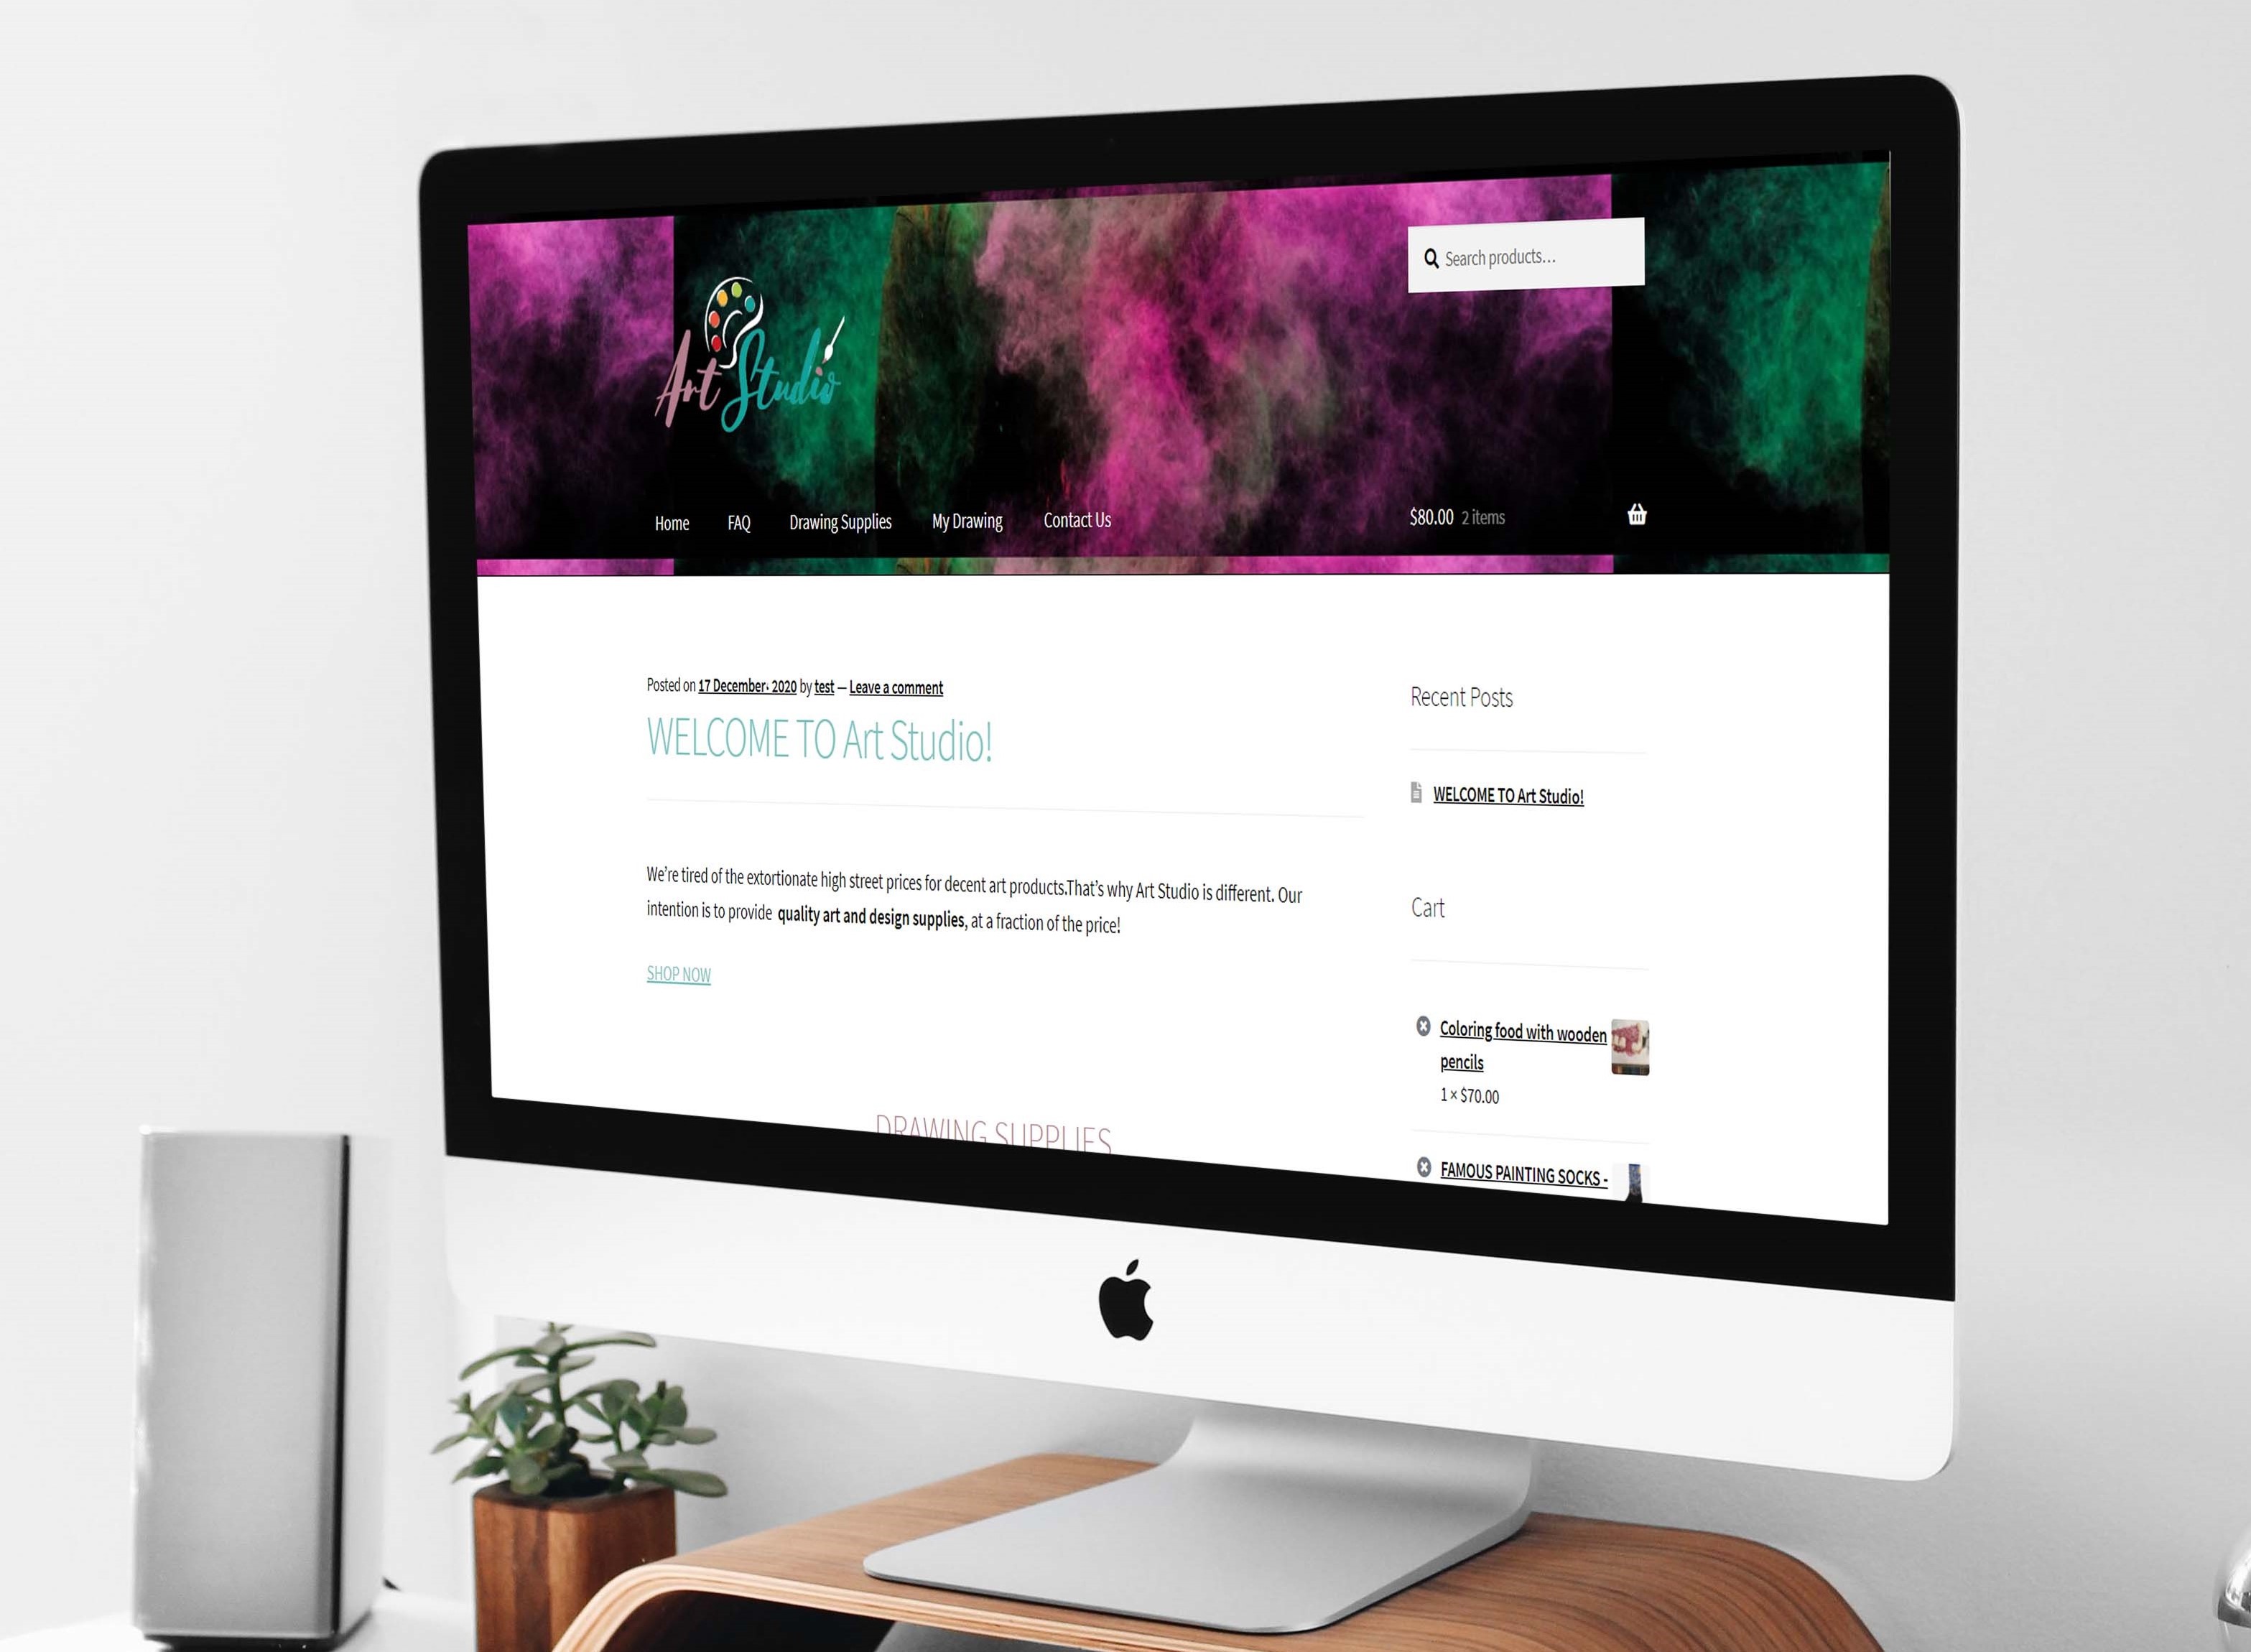 Art Studio
Search products...
Home FAQ Drawing Supplies My Drawing Contact Us
$80.00 2 items
Posted on 17 December، 2020 by test — Leave a comment
WELCOME TO Art Studio!
We're tired of the extortionate high street prices for decent art products.That's why Art Studio is different. Our
intention is to provide quality art and design supplies, at a fraction of the price!
SHOP NOW
DRAWING SUPPLIES
Recent Posts
WELCOME TO Art Studio!
Cart
Coloring food with wooden
pencils
1 × $70.00
FAMOUS PAINTING SOCKS -